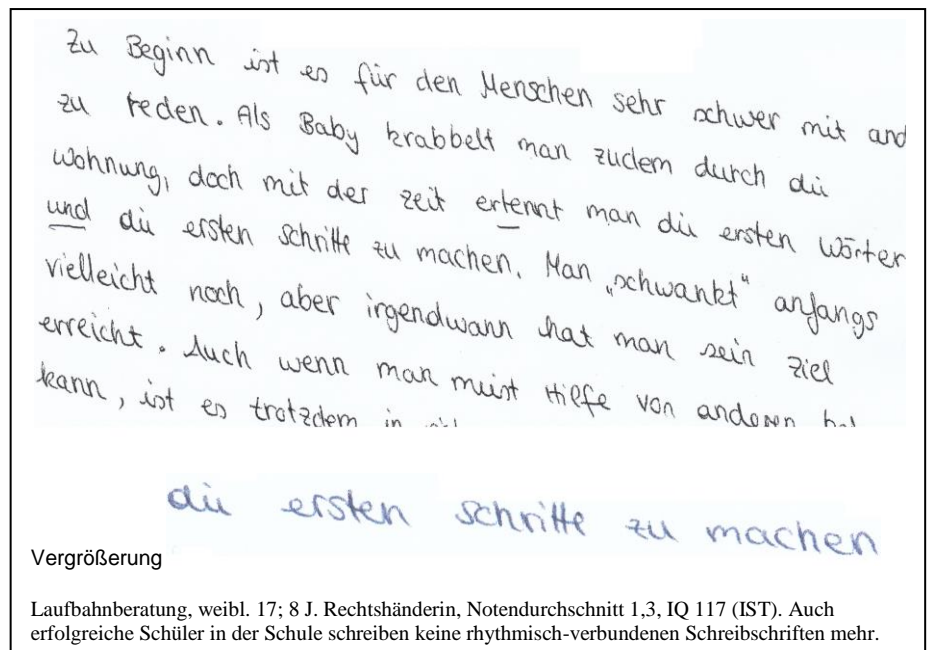 Zu Beginn ist es für den Menschen sehr schwer mit and
zu reden. Als Baby krabbelt man zudem durch die
Wohnung, doch mit der Zeit erkennt man die ersten Wörter
und die ersten Schritte zu machen. Man „schwankt" anfangs
vielleicht noch, aber irgendwann hat man sein Ziel
erreicht. Auch wenn man meist Hilfe von anderen
kann, ist es trotzdem in
die ersten schritte zu machen
Vergrößerung
Laufbahnberatung, weibl. 17; 8 J. Rechtshänderin, Notendurchschnitt 1,3, IQ 117 (IST). Auch
erfolgreiche Schüler in der Schule schreiben keine rhythmisch-verbundenen Schreibschriften mehr.